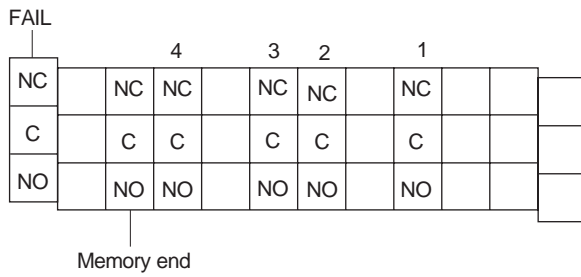 FAIL
4 3 2 1
NC NC NC NC NC NC
C C C C C C
NO NO NO NO NO NO
Memory end